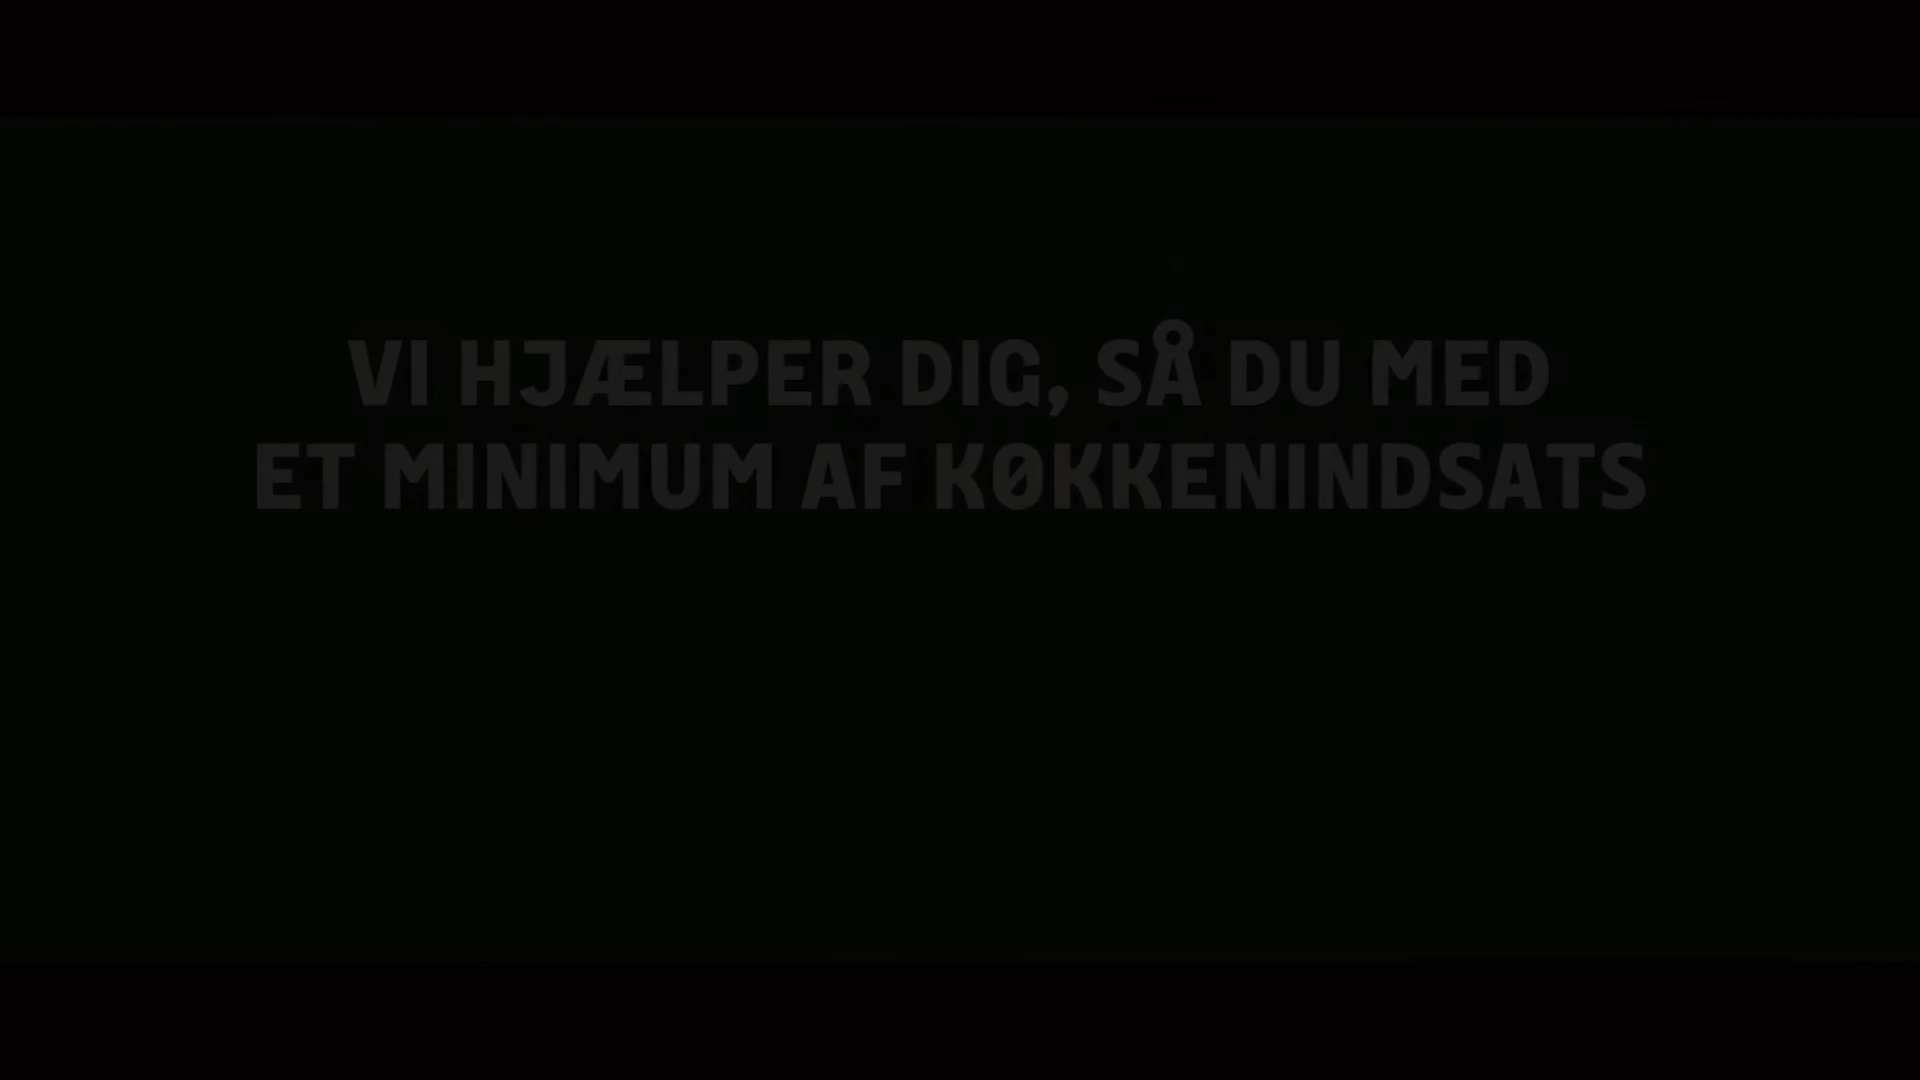 VI HJÆLPER DIG, SÅ DU MED
ET MINIMUM AF KØKKENINDSATS